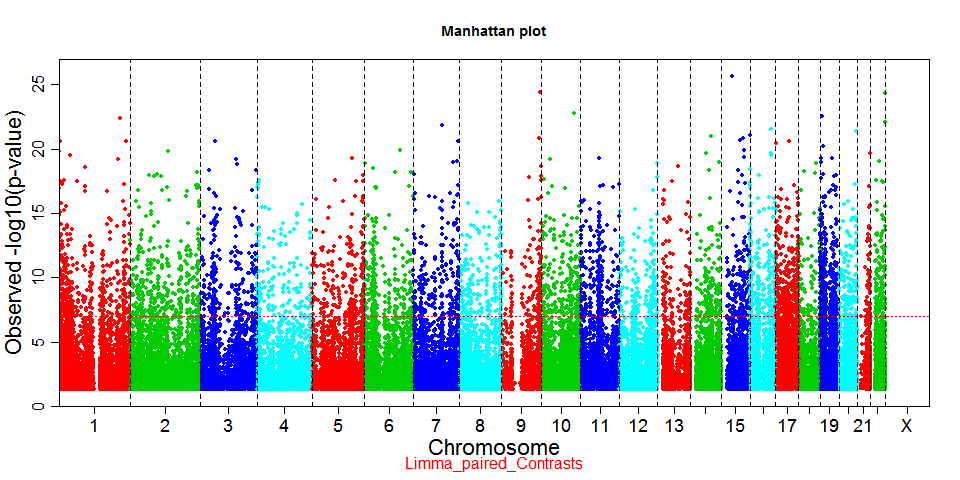 Manhattan plot
Observed -log10(p-value)
25
20
15
10
5
0
1 2 3 4 5 6 7 8 9 10 11 12 13 15 17 19 21 X
Chromosome
Limma_paired_Contrasts